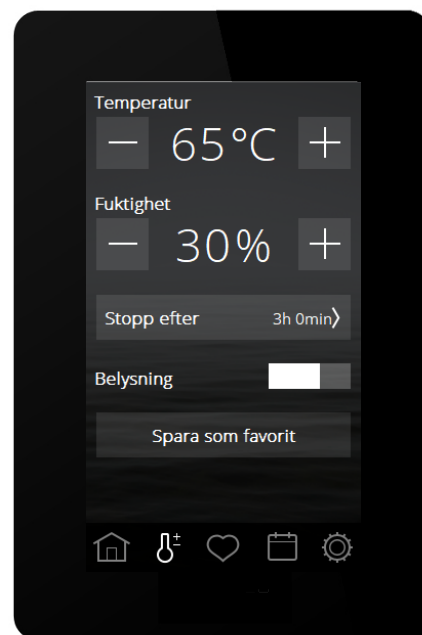 Temperatur
65°C
Fuktighet
30%
Stopp efter 3h 0min
Belysning
Spara som favorit